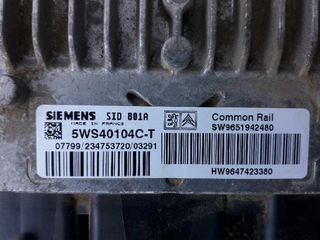 SIEMENS SID 801A
MADE IN FRANCE
5WS40104C-T
07799/234753720/03291
Common Rail
SW9651942480
HW9647423380